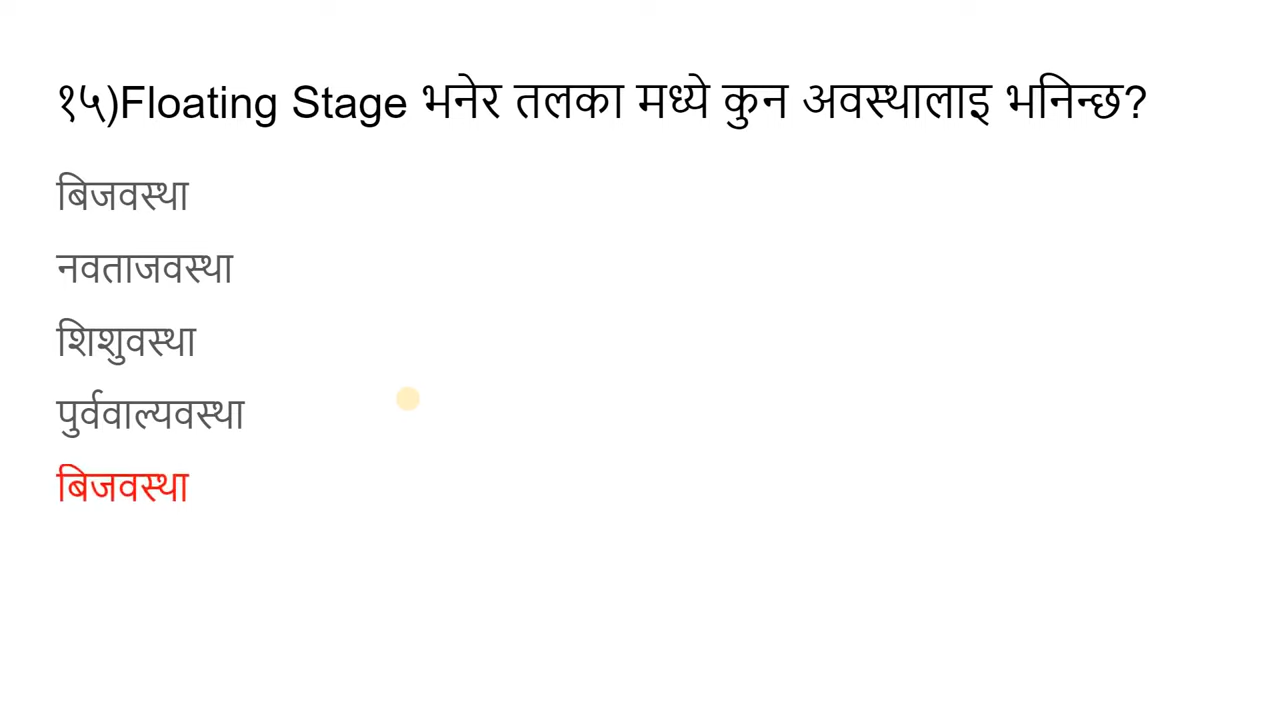 १५)Floating Stage भनेर तलका मध्ये कुन अवस्थालाइ भनिन्छ?
बिजवस्था
नवताजवस्था
शिशुवस्था
पुर्ववाल्यवस्था
बिजवस्था